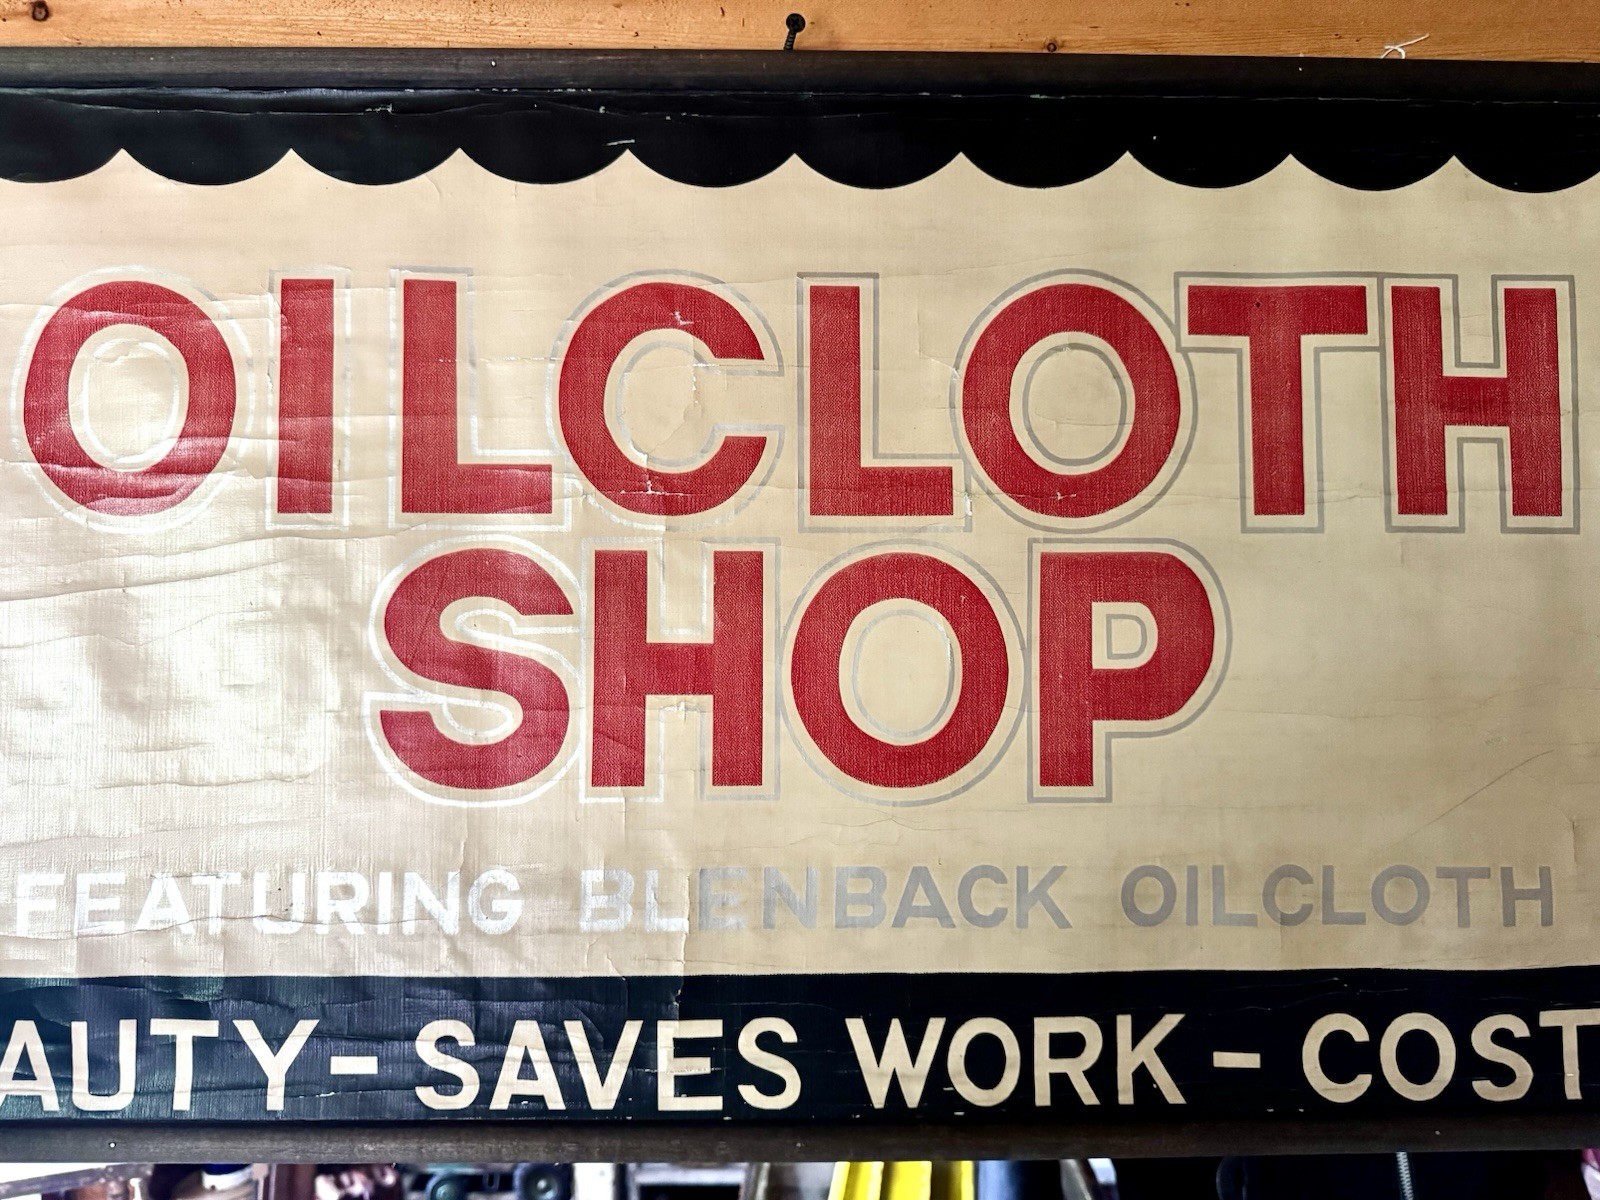 OILCLOTH
SHOP
FEATURING BLENBACK OILCLOTH
AUTY - SAVES WORK - COST